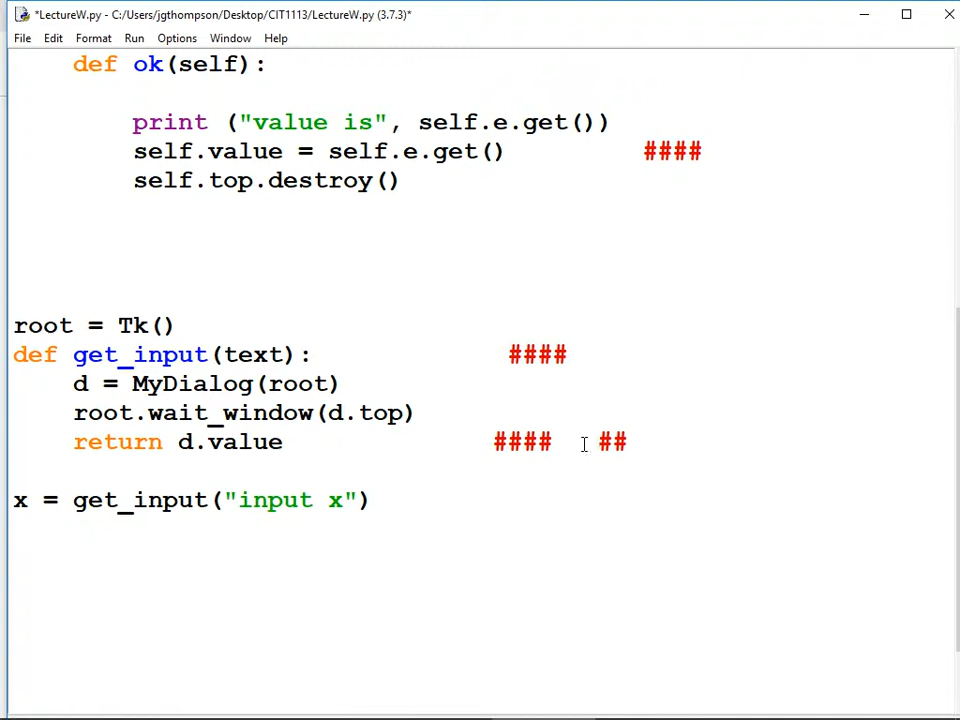 *LectureW.py - C:/Users/jgthompson/Desktop/CIT1113/LectureW.py (3.7.3)*
File Edit Format Run Options Window Help
def ok(self):
print ("value is", self.e.get())
self.value = self.e.get() ####
self.top.destroy()
root = Tk()
def get_input(text): ####
d = MyDialog(root)
root.wait_window(d.top)
return d.value #### ##
x = get_input("input x")